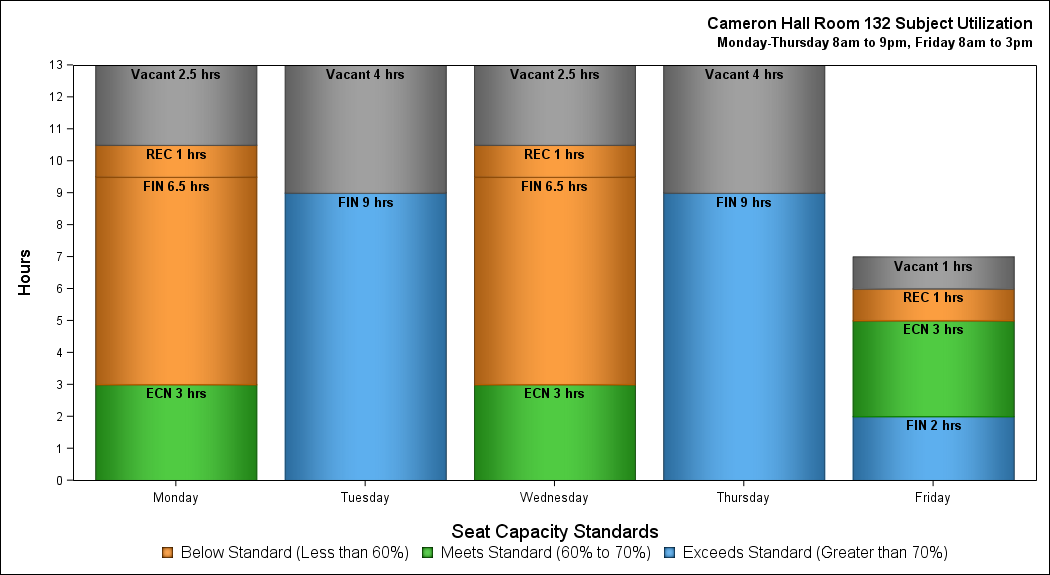 Cameron Hall Room 132 Subject Utilization
Monday-Thursday 8am to 9pm, Friday 8am to 3pm
Hours
13
12
11
10
9
8
7
6
5
4
3
2
1
0
Vacant 2.5 hrs
REC 1 hrs
FIN 6.5 hrs
ECN 3 hrs
Vacant 4 hrs
FIN 9 hrs
Vacant 2.5 hrs
REC 1 hrs
FIN 6.5 hrs
ECN 3 hrs
Vacant 4 hrs
FIN 9 hrs
Vacant 1 hrs
REC 1 hrs
ECN 3 hrs
FIN 2 hrs
Monday Tuesday Wednesday Thursday Friday
Seat Capacity Standards
Below Standard (Less than 60%) Meets Standard (60% to 70%) Exceeds Standard (Greater than 70%)